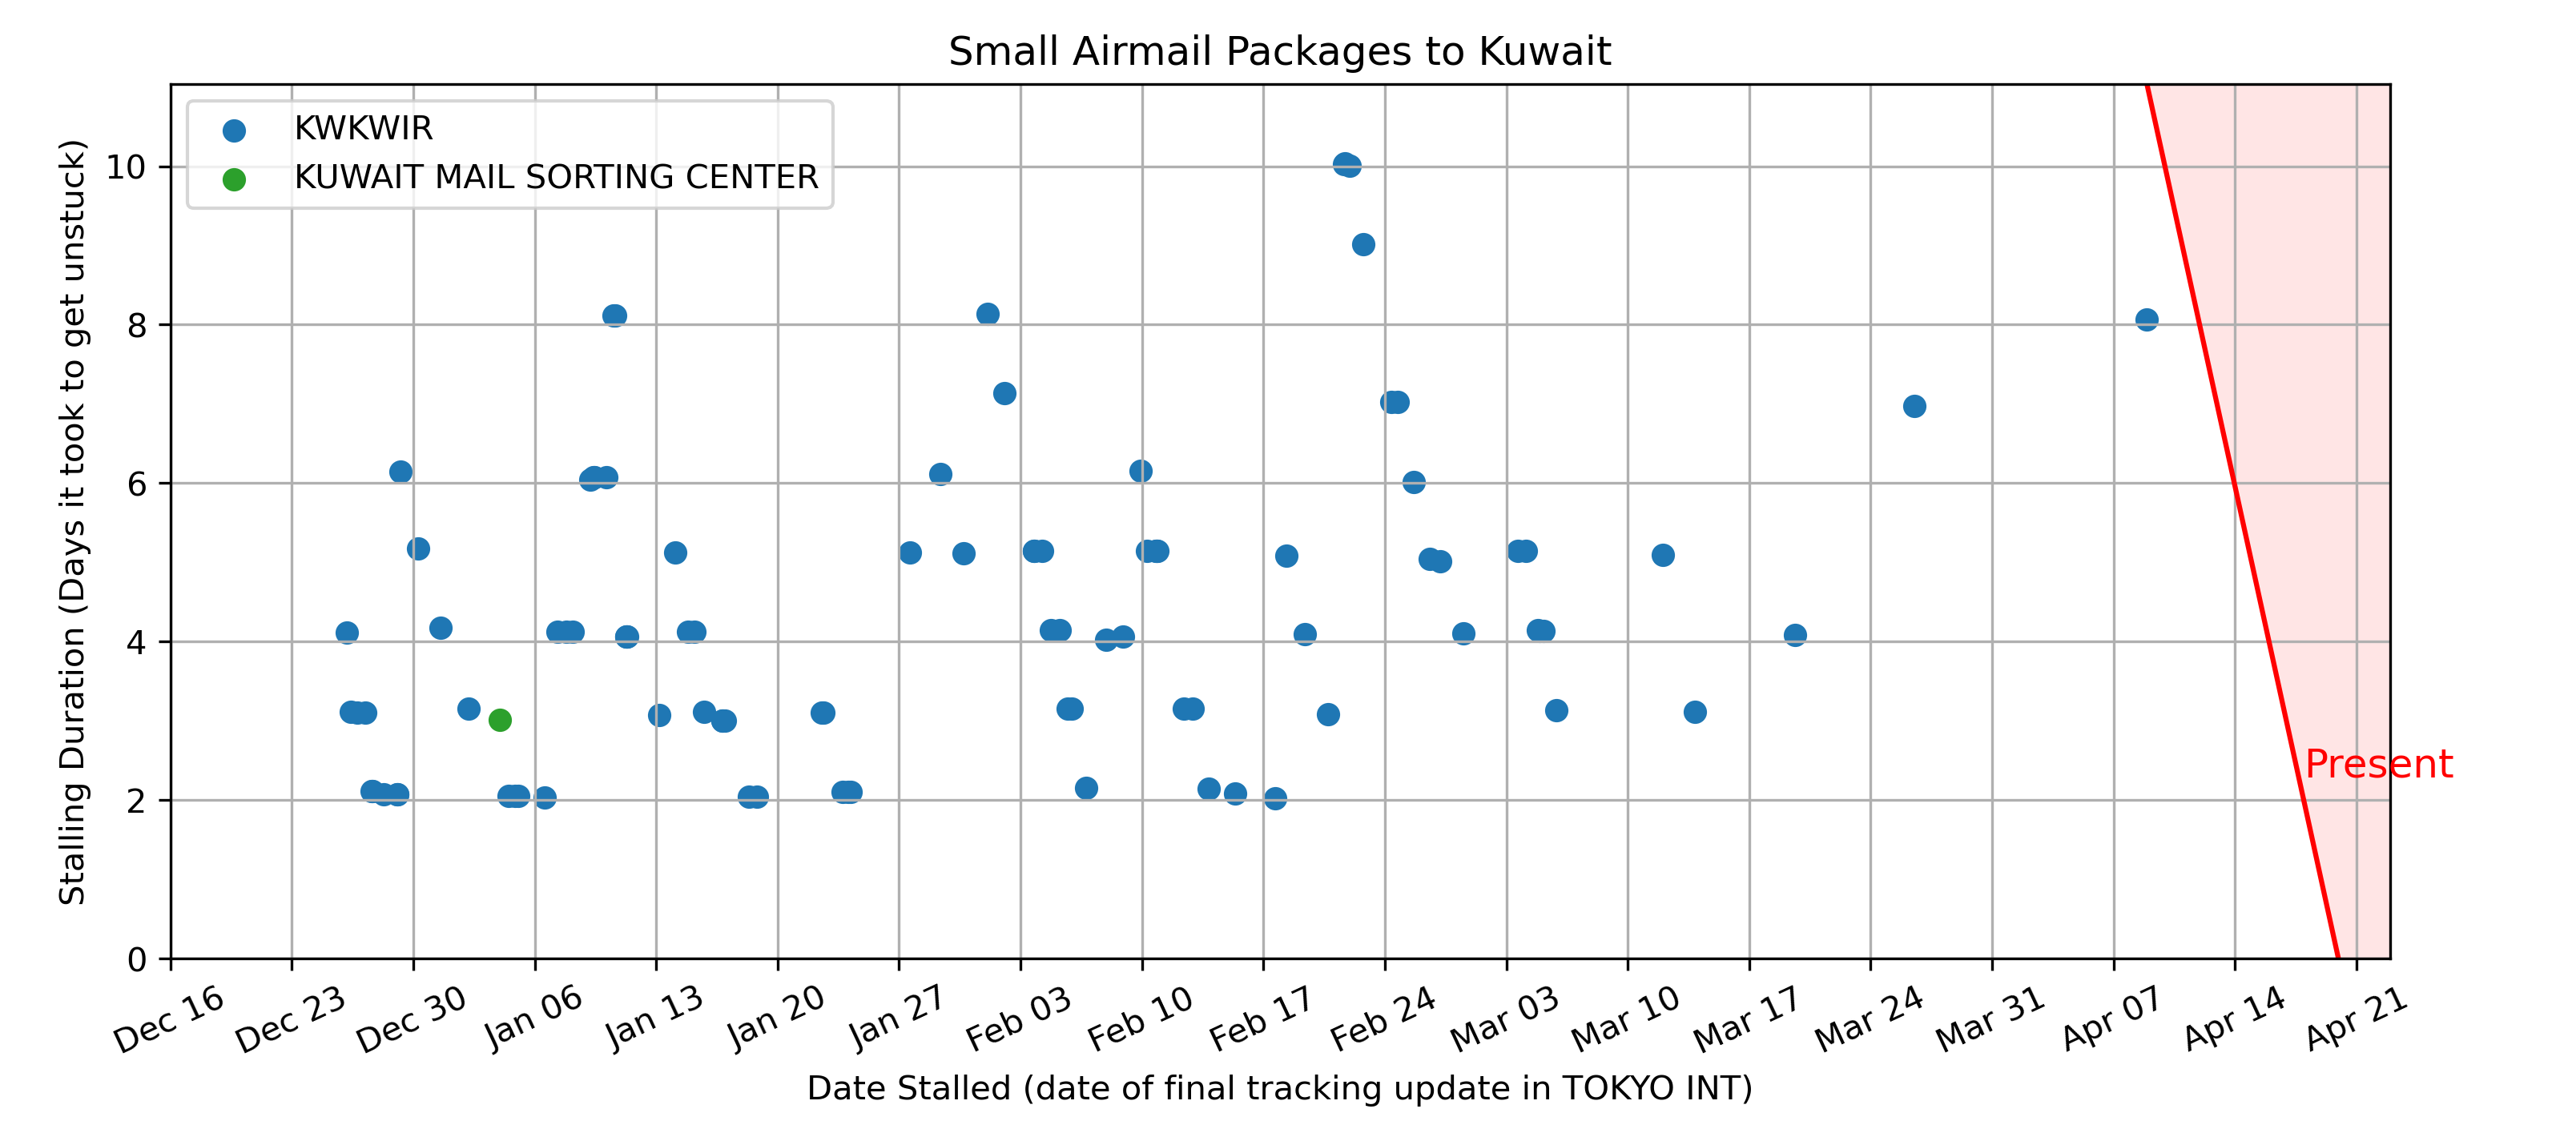 Small Airmail Packages to Kuwait
KWKWIR
KUWAIT MAIL SORTING CENTER
Stalling Duration (Days it took to get unstuck)
10
8
6
4
2
0
Present
Dec 16
Dec 23
Dec 30
Jan 06
Jan 13
Jan 20
Jan 27
Feb 03
Feb 10
Feb 17
Feb 24
Mar 03
Mar 10
Mar 17
Mar 24
Mar 31
Apr 07
Apr 14
Apr 21
Date Stalled (date of final tracking update in TOKYO INT)